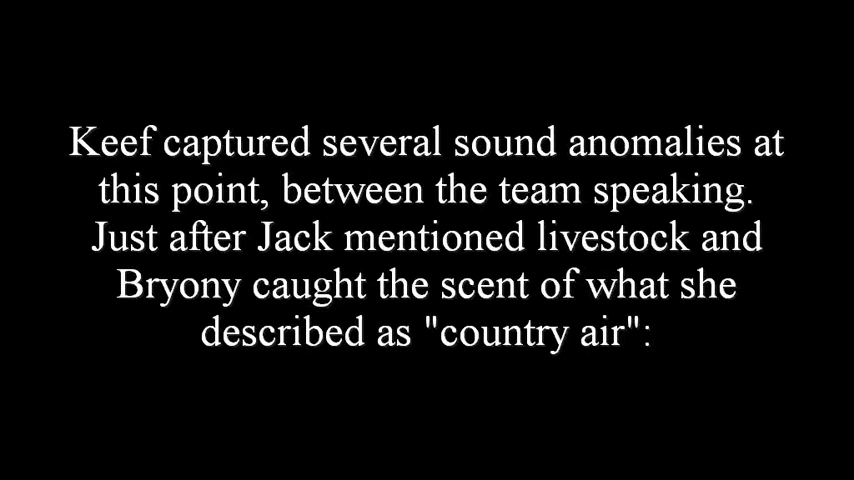 Keef captured several sound anomalies at
this point, between the team speaking.
Just after Jack mentioned livestock and
Bryony caught the scent of what she
described as "country air":